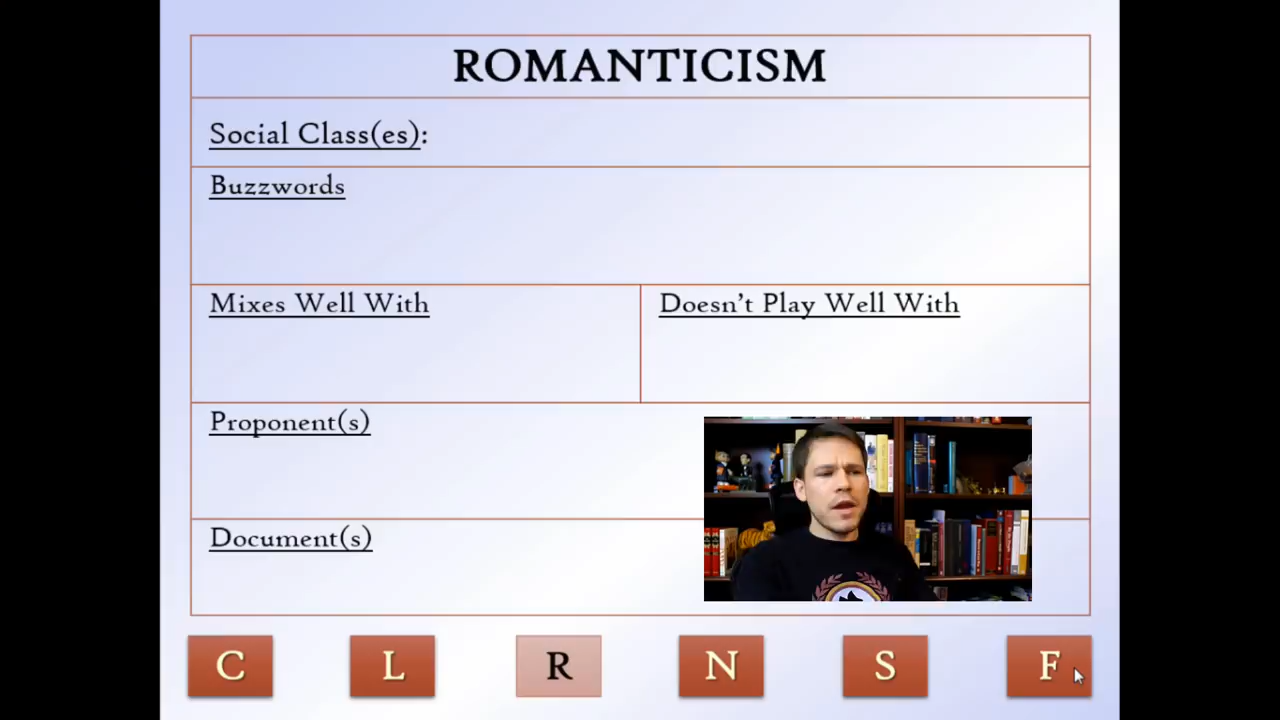 ROMANTICISM
Social Class(es):
Buzzwords
Mixes Well With
Doesn't Play Well With
Proponent(s)
Document(s)
C L R N S F